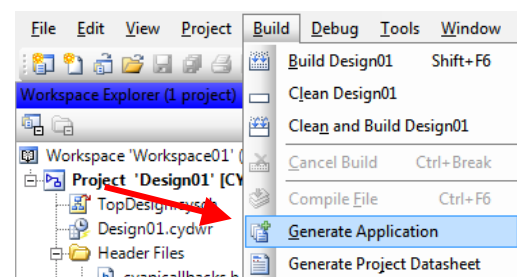 File Edit View Project Build Debug Tools Window
Build Design01 Shift+F6
Workspace Explorer (1 project)
Clean Design01
Clean and Build Design01
Workspace 'Workspace01' (
Cancel Build Ctrl+Break
Project 'Design01' [CY
Compile File Ctrl+F6
TopDesign.cysch
Design01.cydwr
Generate Application
Header Files
Generate Project Datasheet
cyapicallbacks.h